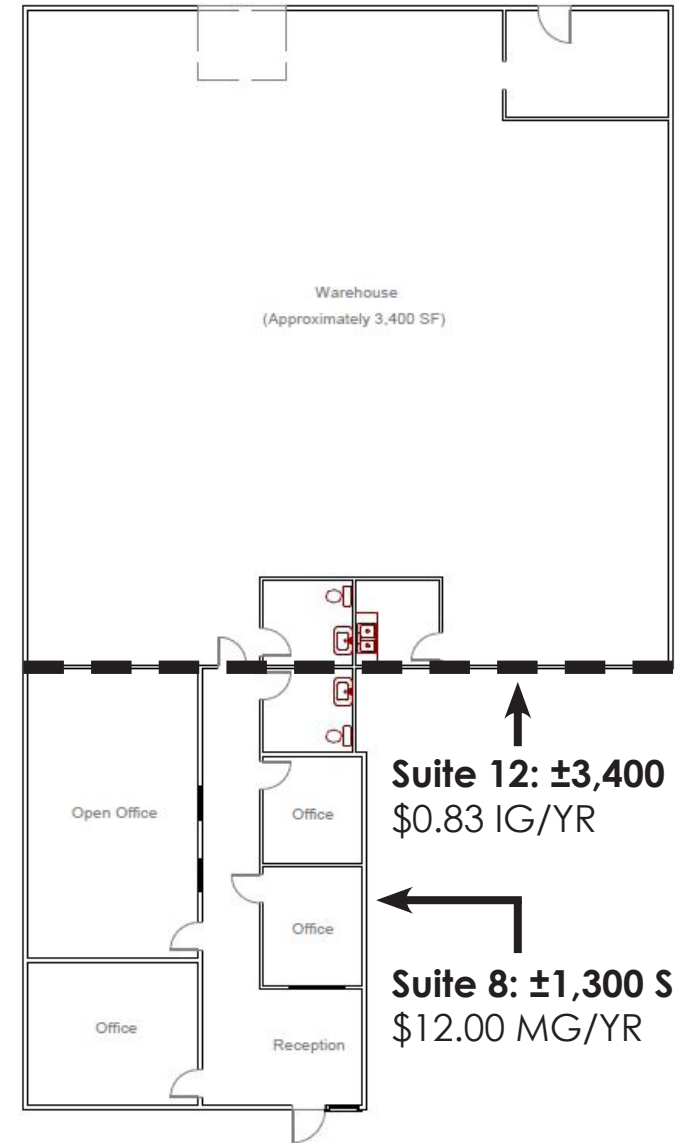 Warehouse
(Approximately 3,400 SF)
Open Office
Office
Suite 12: ±3,400
$0.83 IG/YR
Office
Suite 8: ±1,300 S
$12.00 MG/YR
Office
Reception